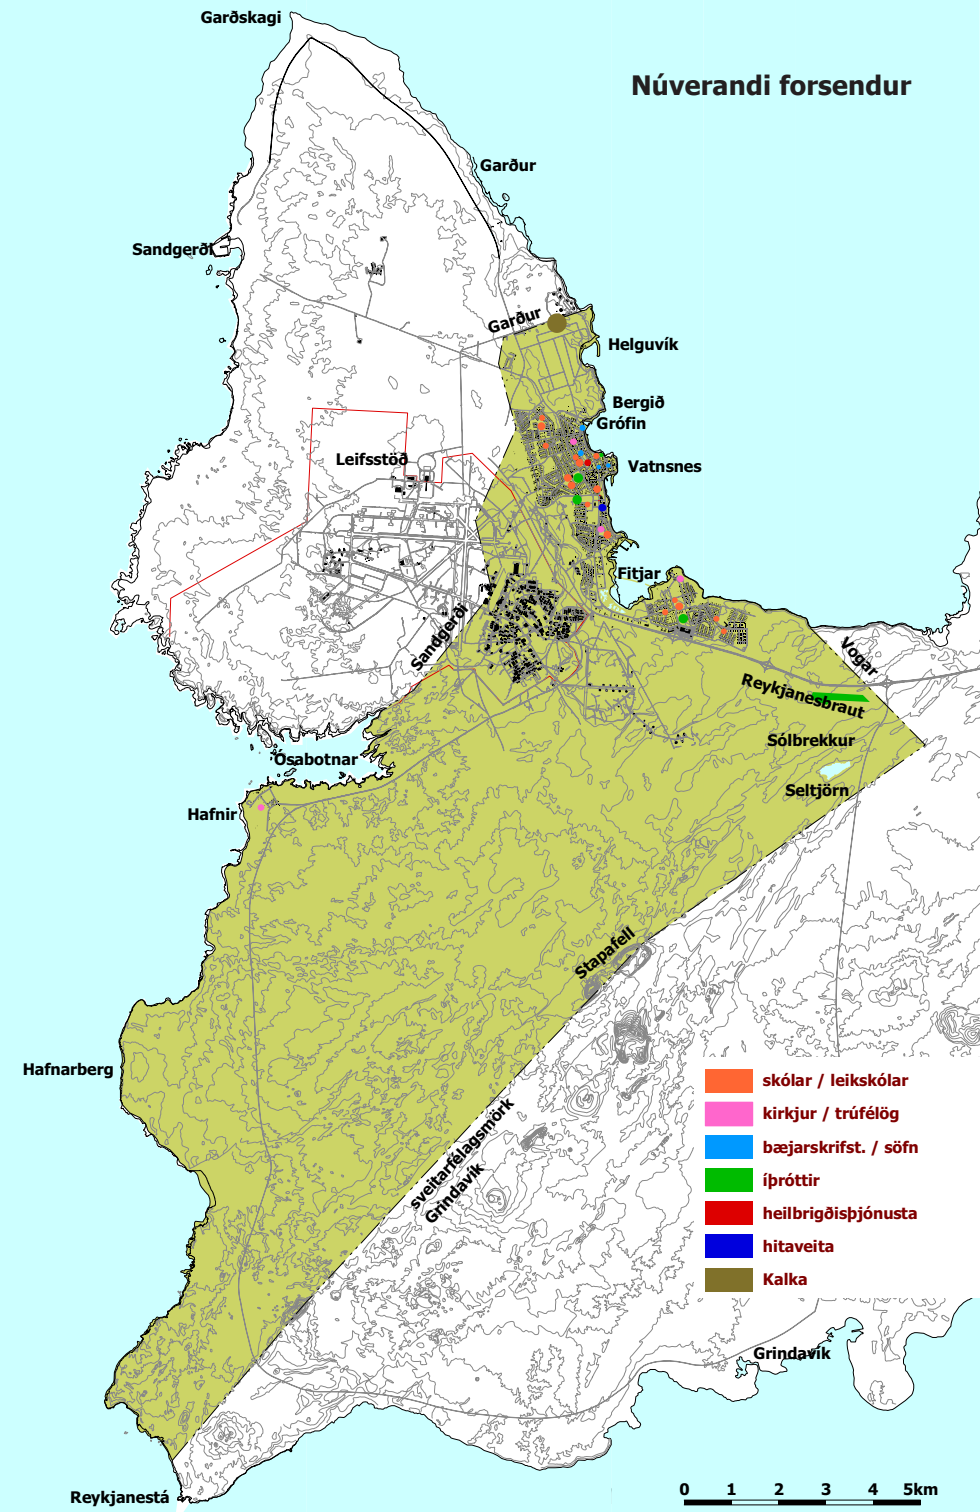 Garðskagi
Núverandi forsendur
Garður
Sandgerði
Garður
Helguvík
Bergið
Grófin
Leifsstöð
Vatnsnes
Fitjar
Sandgerði
Vogar
Reykjanesbraut
Sólbrekkur
Ósabotnar
Seltjörn
Hafnir
Stapafell
Hafnarberg
skólar / leikskólar
kirkjur / trúfélög
bæjarskrifst. / söfn
íþróttir
heilbrigðisþjónusta
hitaveita
Kalka
sveitarfélagsmörk
Grindavík
Grindavík
Reykjanestá
0 1 2 3 4 5km